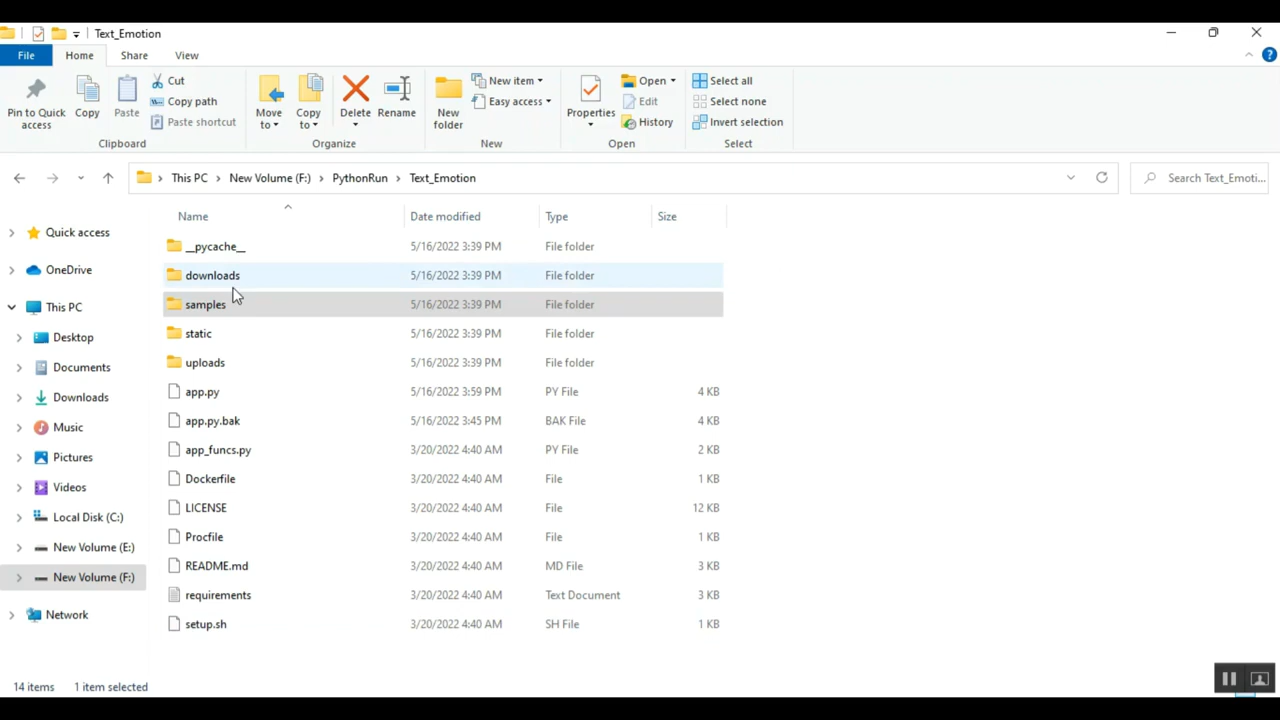 Text_Emotion
File Home Share View
Pin to Quick access
Copy
Paste
Cut
Copy path
Paste shortcut
Clipboard
Move to
Copy to
Delete
Rename
Organize
New folder
New item
Easy access
New
Properties
Open
Edit
History
Open
Select all
Select none
Invert selection
Select
This PC › New Volume (F:) › PythonRun › Text_Emotion
Search Text_Emoti...
Quick access
OneDrive
This PC
Desktop
Documents
Downloads
Music
Pictures
Videos
Local Disk (C:)
New Volume (E:)
New Volume (F:)
Network
Name Date modified Type Size
__pycache__ 5/16/2022 3:39 PM File folder
downloads 5/16/2022 3:39 PM File folder
samples 5/16/2022 3:39 PM File folder
static 5/16/2022 3:39 PM File folder
uploads 5/16/2022 3:39 PM File folder
app.py 5/16/2022 3:59 PM PY File 4 KB
app.py.bak 5/16/2022 3:45 PM BAK File 4 KB
app_funcs.py 3/20/2022 4:40 AM PY File 2 KB
Dockerfile 3/20/2022 4:40 AM File 1 KB
LICENSE 3/20/2022 4:40 AM File 12 KB
Procfile 3/20/2022 4:40 AM File 1 KB
README.md 3/20/2022 4:40 AM MD File 3 KB
requirements 3/20/2022 4:40 AM Text Document 3 KB
setup.sh 3/20/2022 4:40 AM SH File 1 KB
14 items 1 item selected